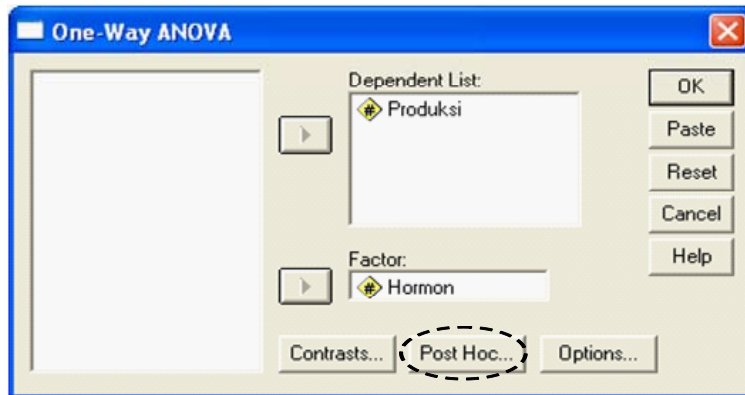 One-Way ANOVA
Dependent List:
# Produksi
Factor:
# Hormon
Contrasts...
Post Hoc...
Options...
OK
Paste
Reset
Cancel
Help